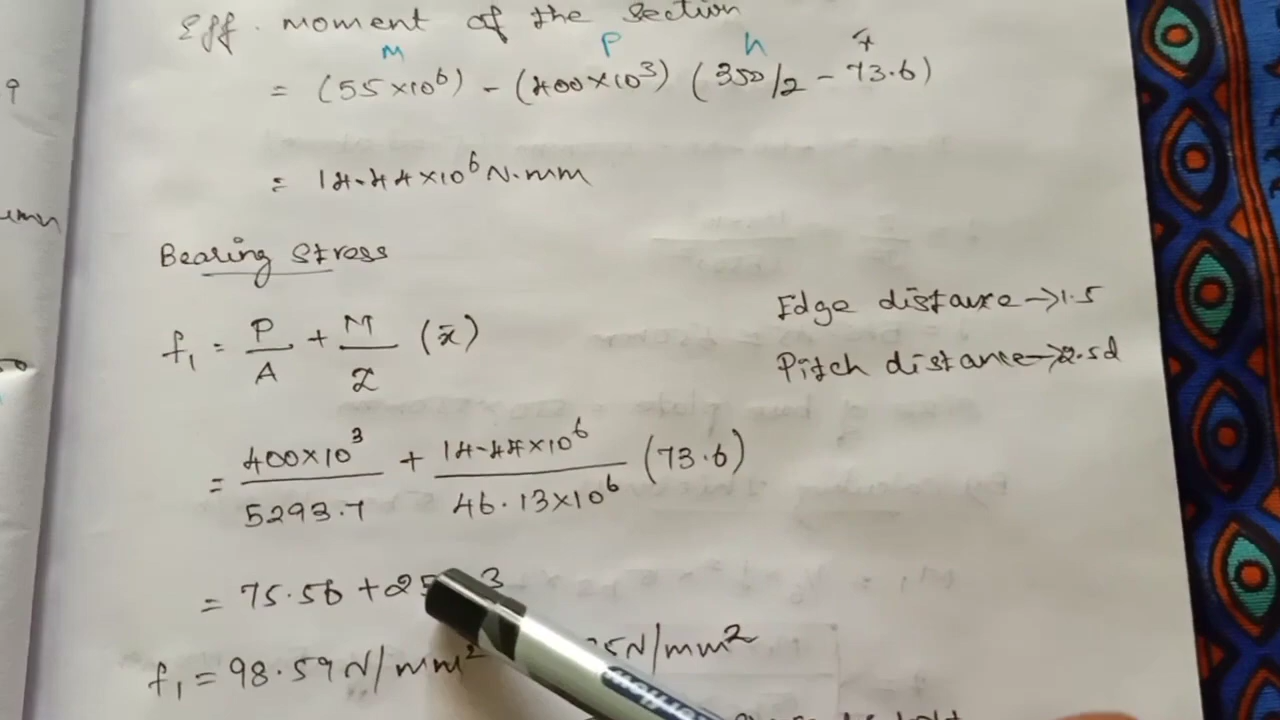 Eff. moment of the section
M P h x̄
= (55×10⁶) - (400×10³) (350/2 - 73.6)
= 14.44×10⁶ N.mm
Bearing Stress
f₁ = P/A + M/Z (x̄)
Edge distance → 1.5
Pitch distance → 2.5d
= 400×10³/5293.7 + 14.44×10⁶/46.13×10⁶ (73.6)
= 75.56 +
f₁ = 98.59 N/mm² 5N/mm²